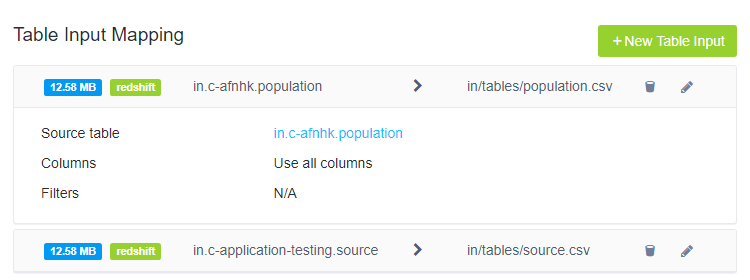 Table Input Mapping
+ New Table Input
12.58 MB redshift in.c-afnhk.population in/tables/population.csv
Source table in.c-afnhk.population
Columns Use all columns
Filters N/A
12.58 MB redshift in.c-application-testing.source in/tables/source.csv